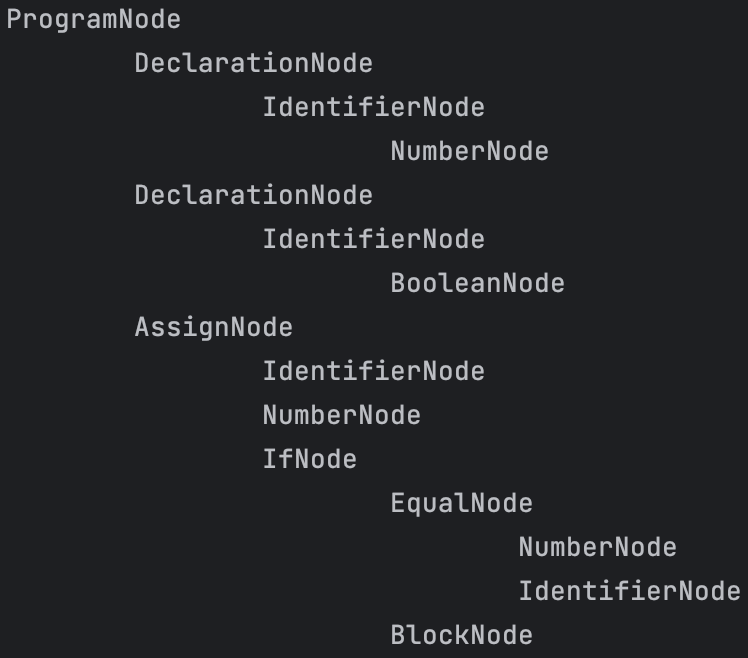 ProgramNode
DeclarationNode
IdentifierNode
NumberNode
DeclarationNode
IdentifierNode
BooleanNode
AssignNode
IdentifierNode
NumberNode
IfNode
EqualNode
NumberNode
IdentifierNode
BlockNode